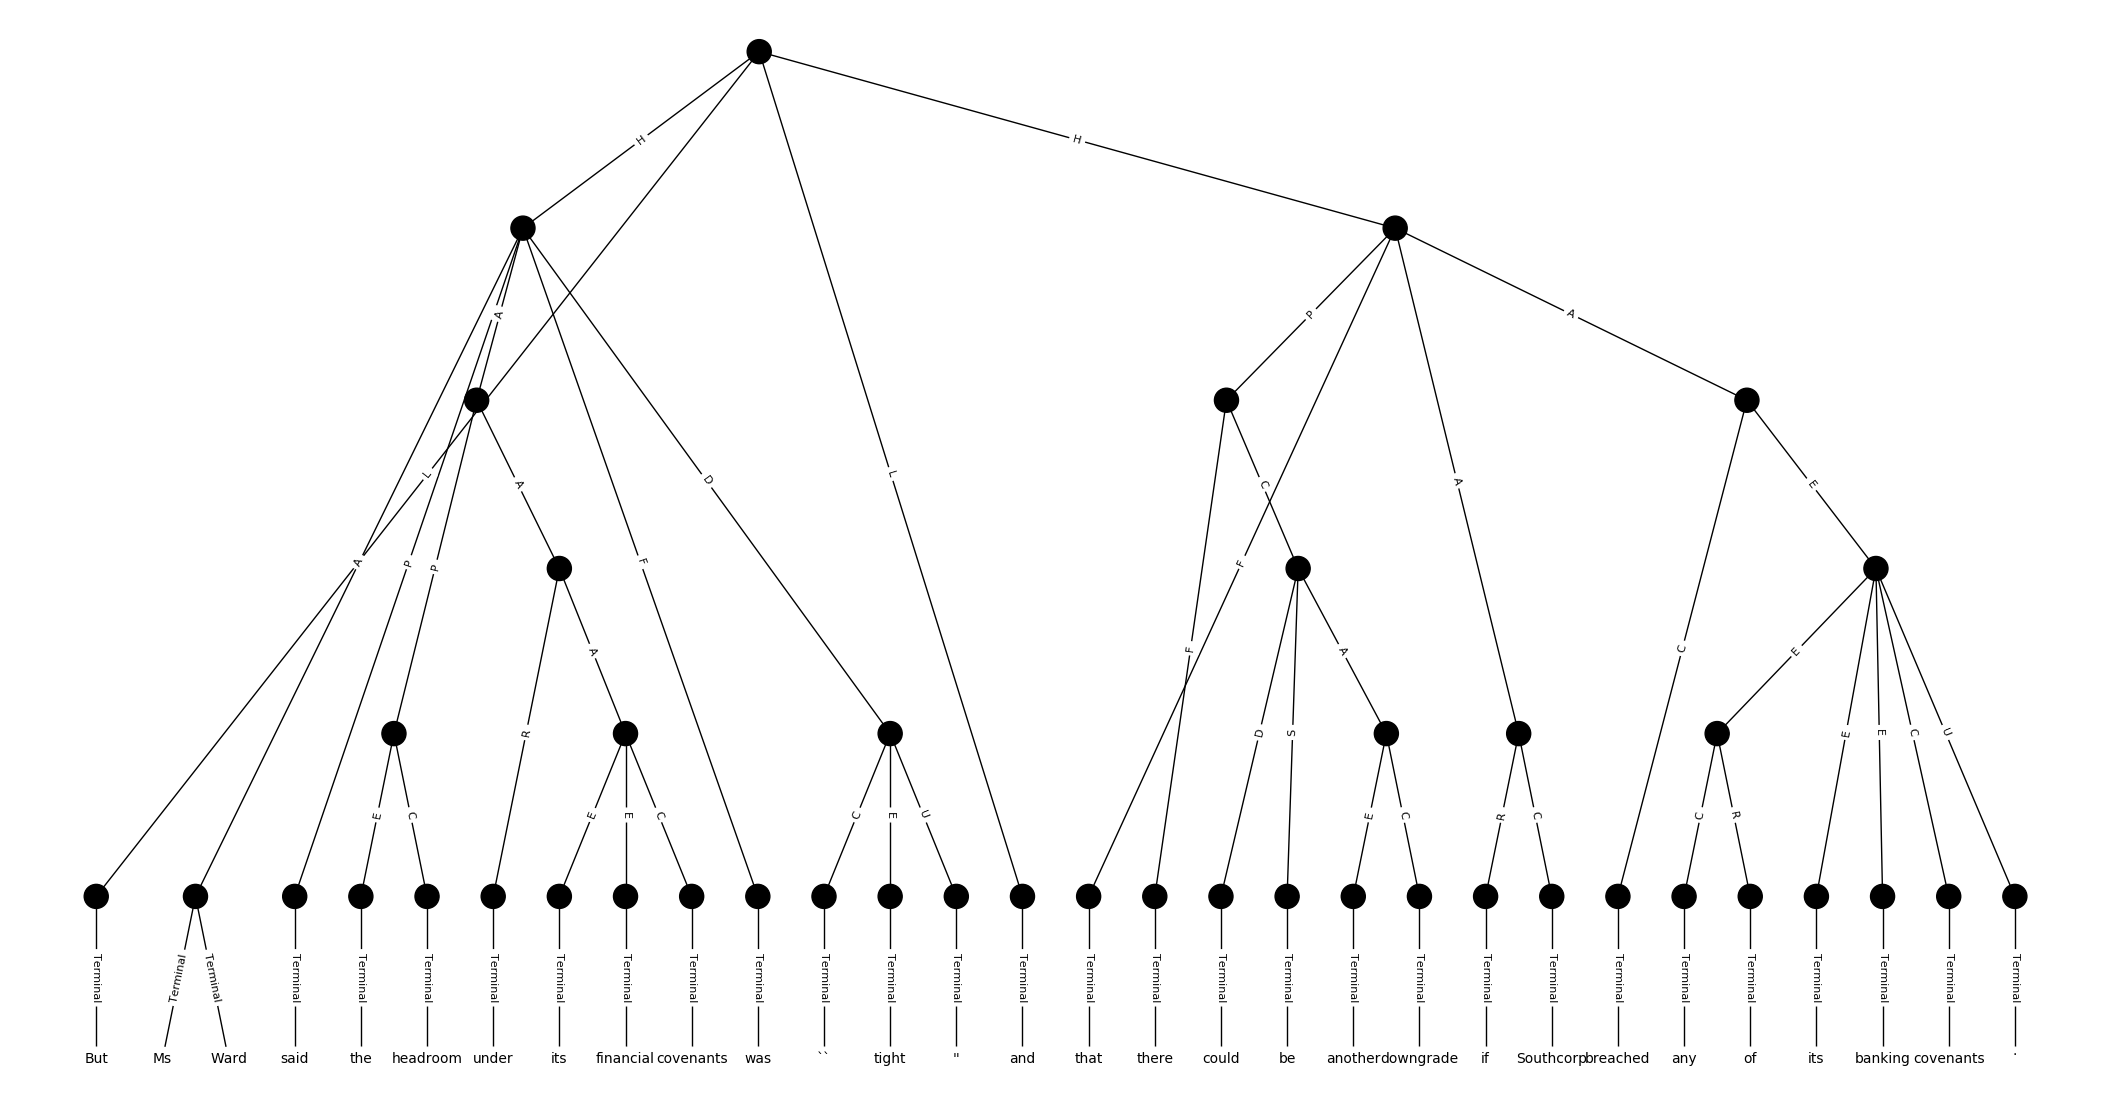 H H
A P A
L A D L C A E
A P P F F F C A E
R D S E E C U
E C E E C C E U E C R C C R
Terminal Terminal Terminal Terminal Terminal Terminal Terminal Terminal Terminal Terminal Terminal Terminal Terminal Terminal Terminal Terminal Terminal Terminal Terminal Terminal Terminal Terminal Terminal Terminal Terminal Terminal Terminal Terminal Terminal Terminal
But Ms Ward said the headroom under its financial covenants was `` tight " and that there could be another downgrade if Southcorp breached any of its banking covenants .